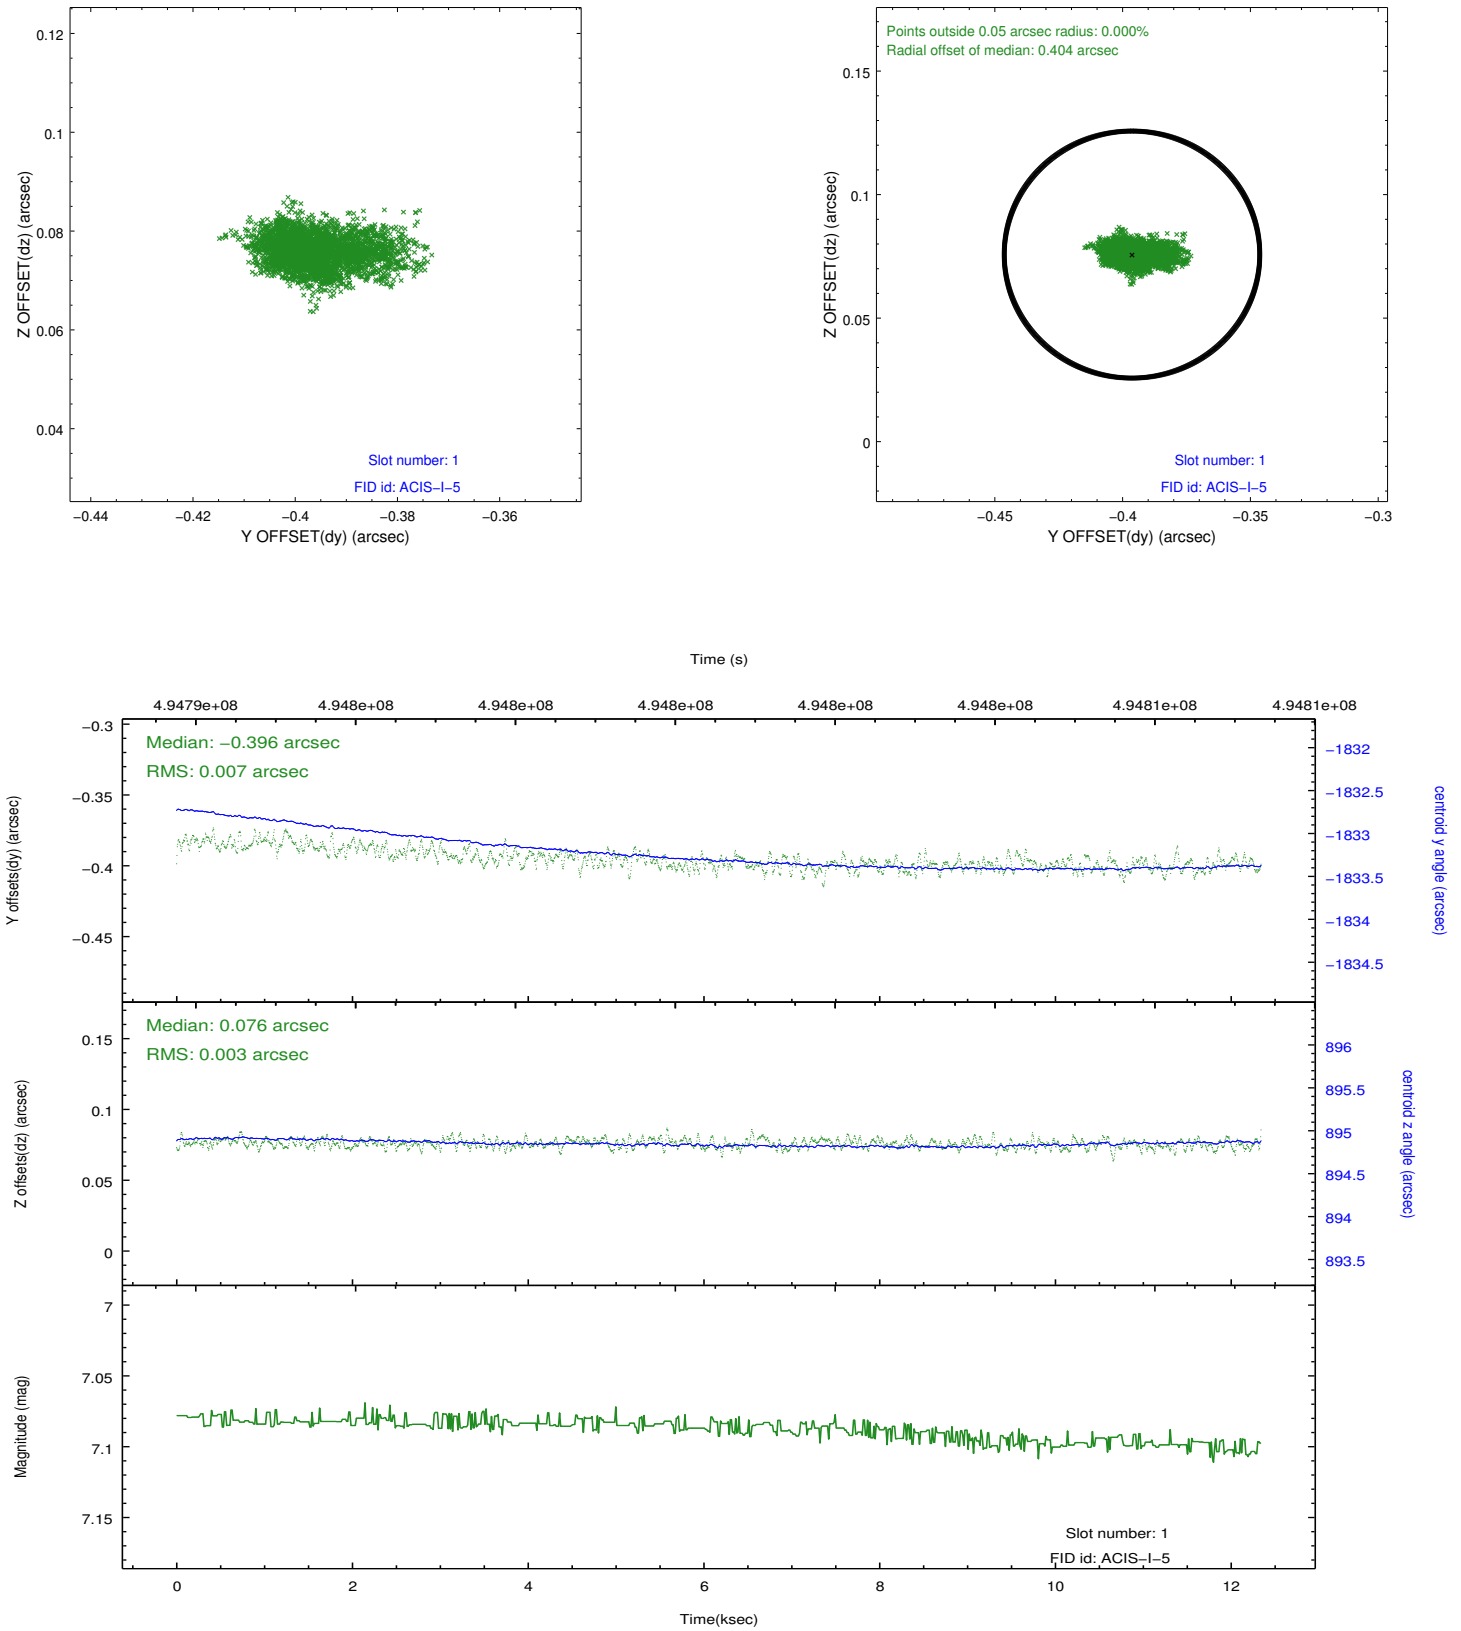 0.12
0.1
0.08
0.06
0.04
Z OFFSET(dz) (arcsec)
Slot number: 1
FID id: ACIS−I−5
−0.44 −0.42 −0.4 −0.38 −0.36
Y OFFSET(dy) (arcsec)
Points outside 0.05 arcsec radius: 0.000%
Radial offset of median: 0.404 arcsec
0.15
0.1
0.05
0
Z OFFSET(dz) (arcsec)
Slot number: 1
FID id: ACIS−I−5
−0.45 −0.4 −0.35 −0.3
Y OFFSET(dy) (arcsec)
Time (s)
4.9479e+08 4.948e+08 4.948e+08 4.948e+08 4.948e+08 4.948e+08 4.9481e+08 4.9481e+08
Median: −0.396 arcsec
RMS: 0.007 arcsec
−0.3
−0.35
−0.4
−0.45
Y offsets(dy) (arcsec)
−1832
−1832.5
−1833
−1833.5
−1834
−1834.5
centroid y angle (arcsec)
Median: 0.076 arcsec
RMS: 0.003 arcsec
0.15
0.1
0.05
0
Z offsets(dz) (arcsec)
896
895.5
895
894.5
894
893.5
centroid z angle (arcsec)
7
7.05
7.1
7.15
Magnitude (mag)
Slot number: 1
FID id: ACIS−I−5
0 2 4 6 8 10 12
Time(ksec)